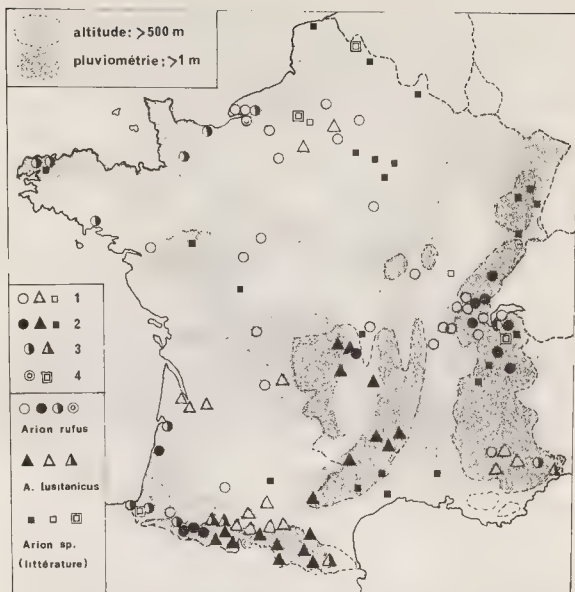 altitude: >500 m
pluviométrie: >1 m
1
2
3
4
Arion rufus
A. lusitanicus
Arion sp.
(littérature)